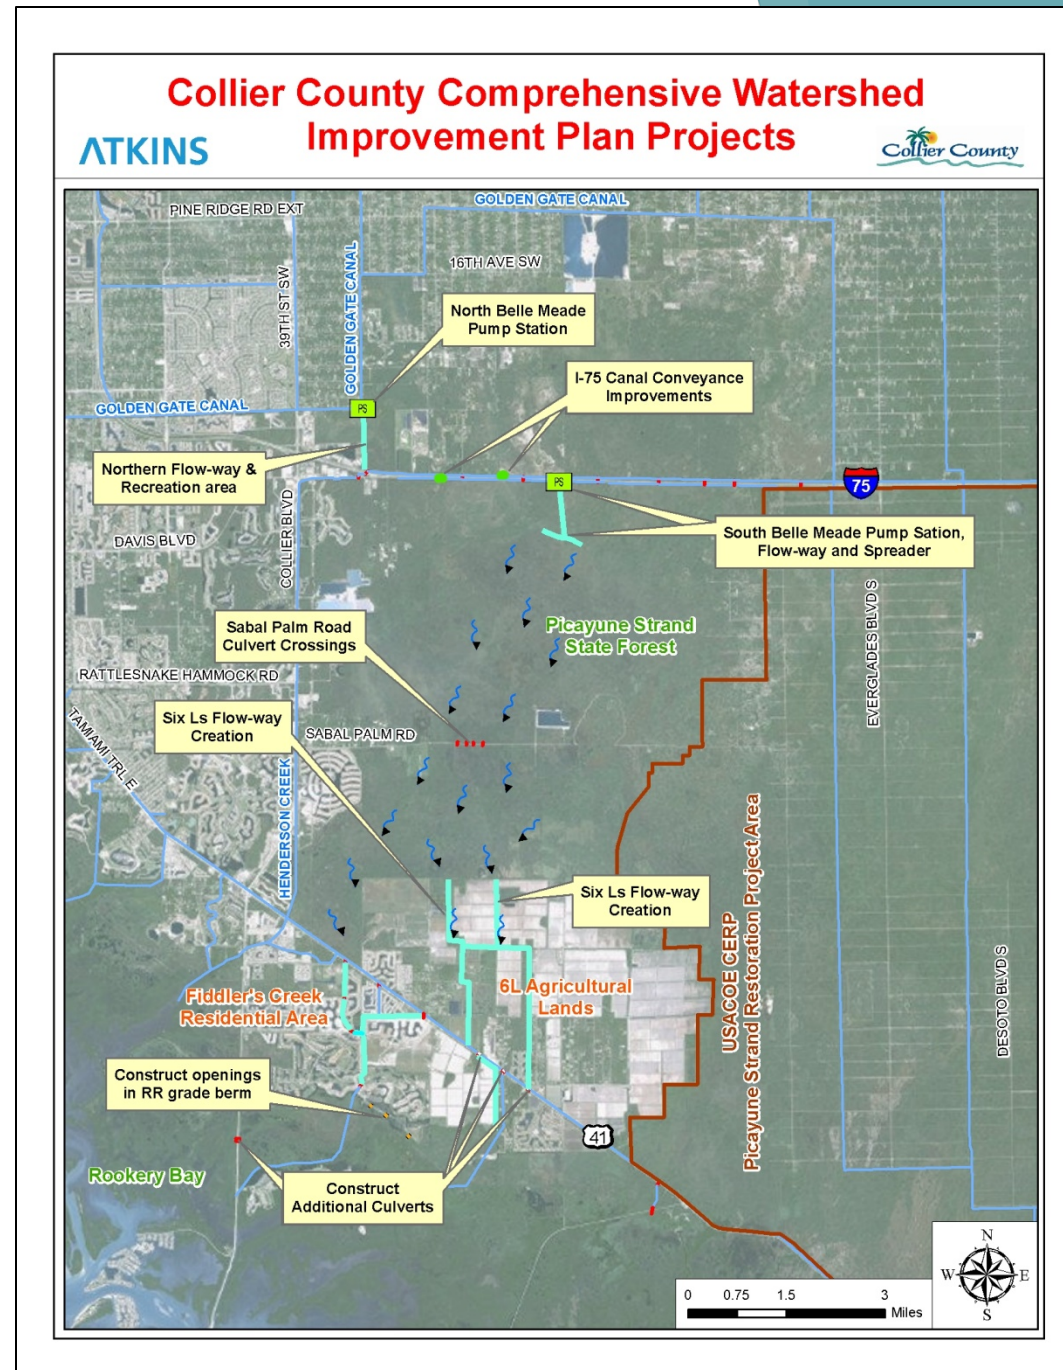 Collier County Comprehensive Watershed
Improvement Plan Projects
ATKINS
Collier County
GOLDEN GATE CANAL
PINE RIDGE RD EXT
16TH AVE SW
39TH ST SW
GOLDEN GATE CANAL
North Belle Meade
Pump Station
I-75 Canal Conveyance
Improvements
GOLDEN GATE CANAL
PS
Northern Flow-way &
Recreation area
PS
75
COLLIER BLVD
DAVIS BLVD
South Belle Meade Pump Sation,
Flow-way and Spreader
Sabal Palm Road
Culvert Crossings
Picayune Strand
State Forest
EVERGLADES BLVD S
RATTLESNAKE HAMMOCK RD
Six Ls Flow-way
Creation
SABAL PALM RD
TAMIAMI TRL E
HENDERSON CREEK
Six Ls Flow-way
Creation
USACOE CERP
Picayune Strand Restoration Project Area
DESOTO BLVD S
Fiddler's Creek
Residential Area
6L Agricultural
Lands
Construct openings
in RR grade berm
41
Rookery Bay
Construct
Additional Culverts
N
W E
S
0 0.75 1.5 3
Miles